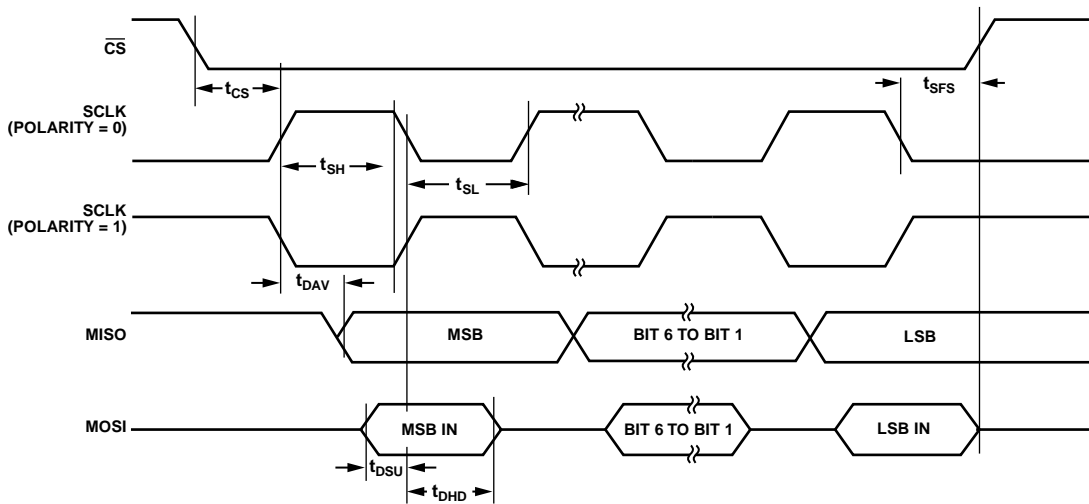 CS
tCS
tSFS
SCLK
(POLARITY = 0)
tSH
tSL
SCLK
(POLARITY = 1)
tDAV
MISO
MSB
BIT 6 TO BIT 1
LSB
MOSI
MSB IN
BIT 6 TO BIT 1
LSB IN
tDSU
tDHD